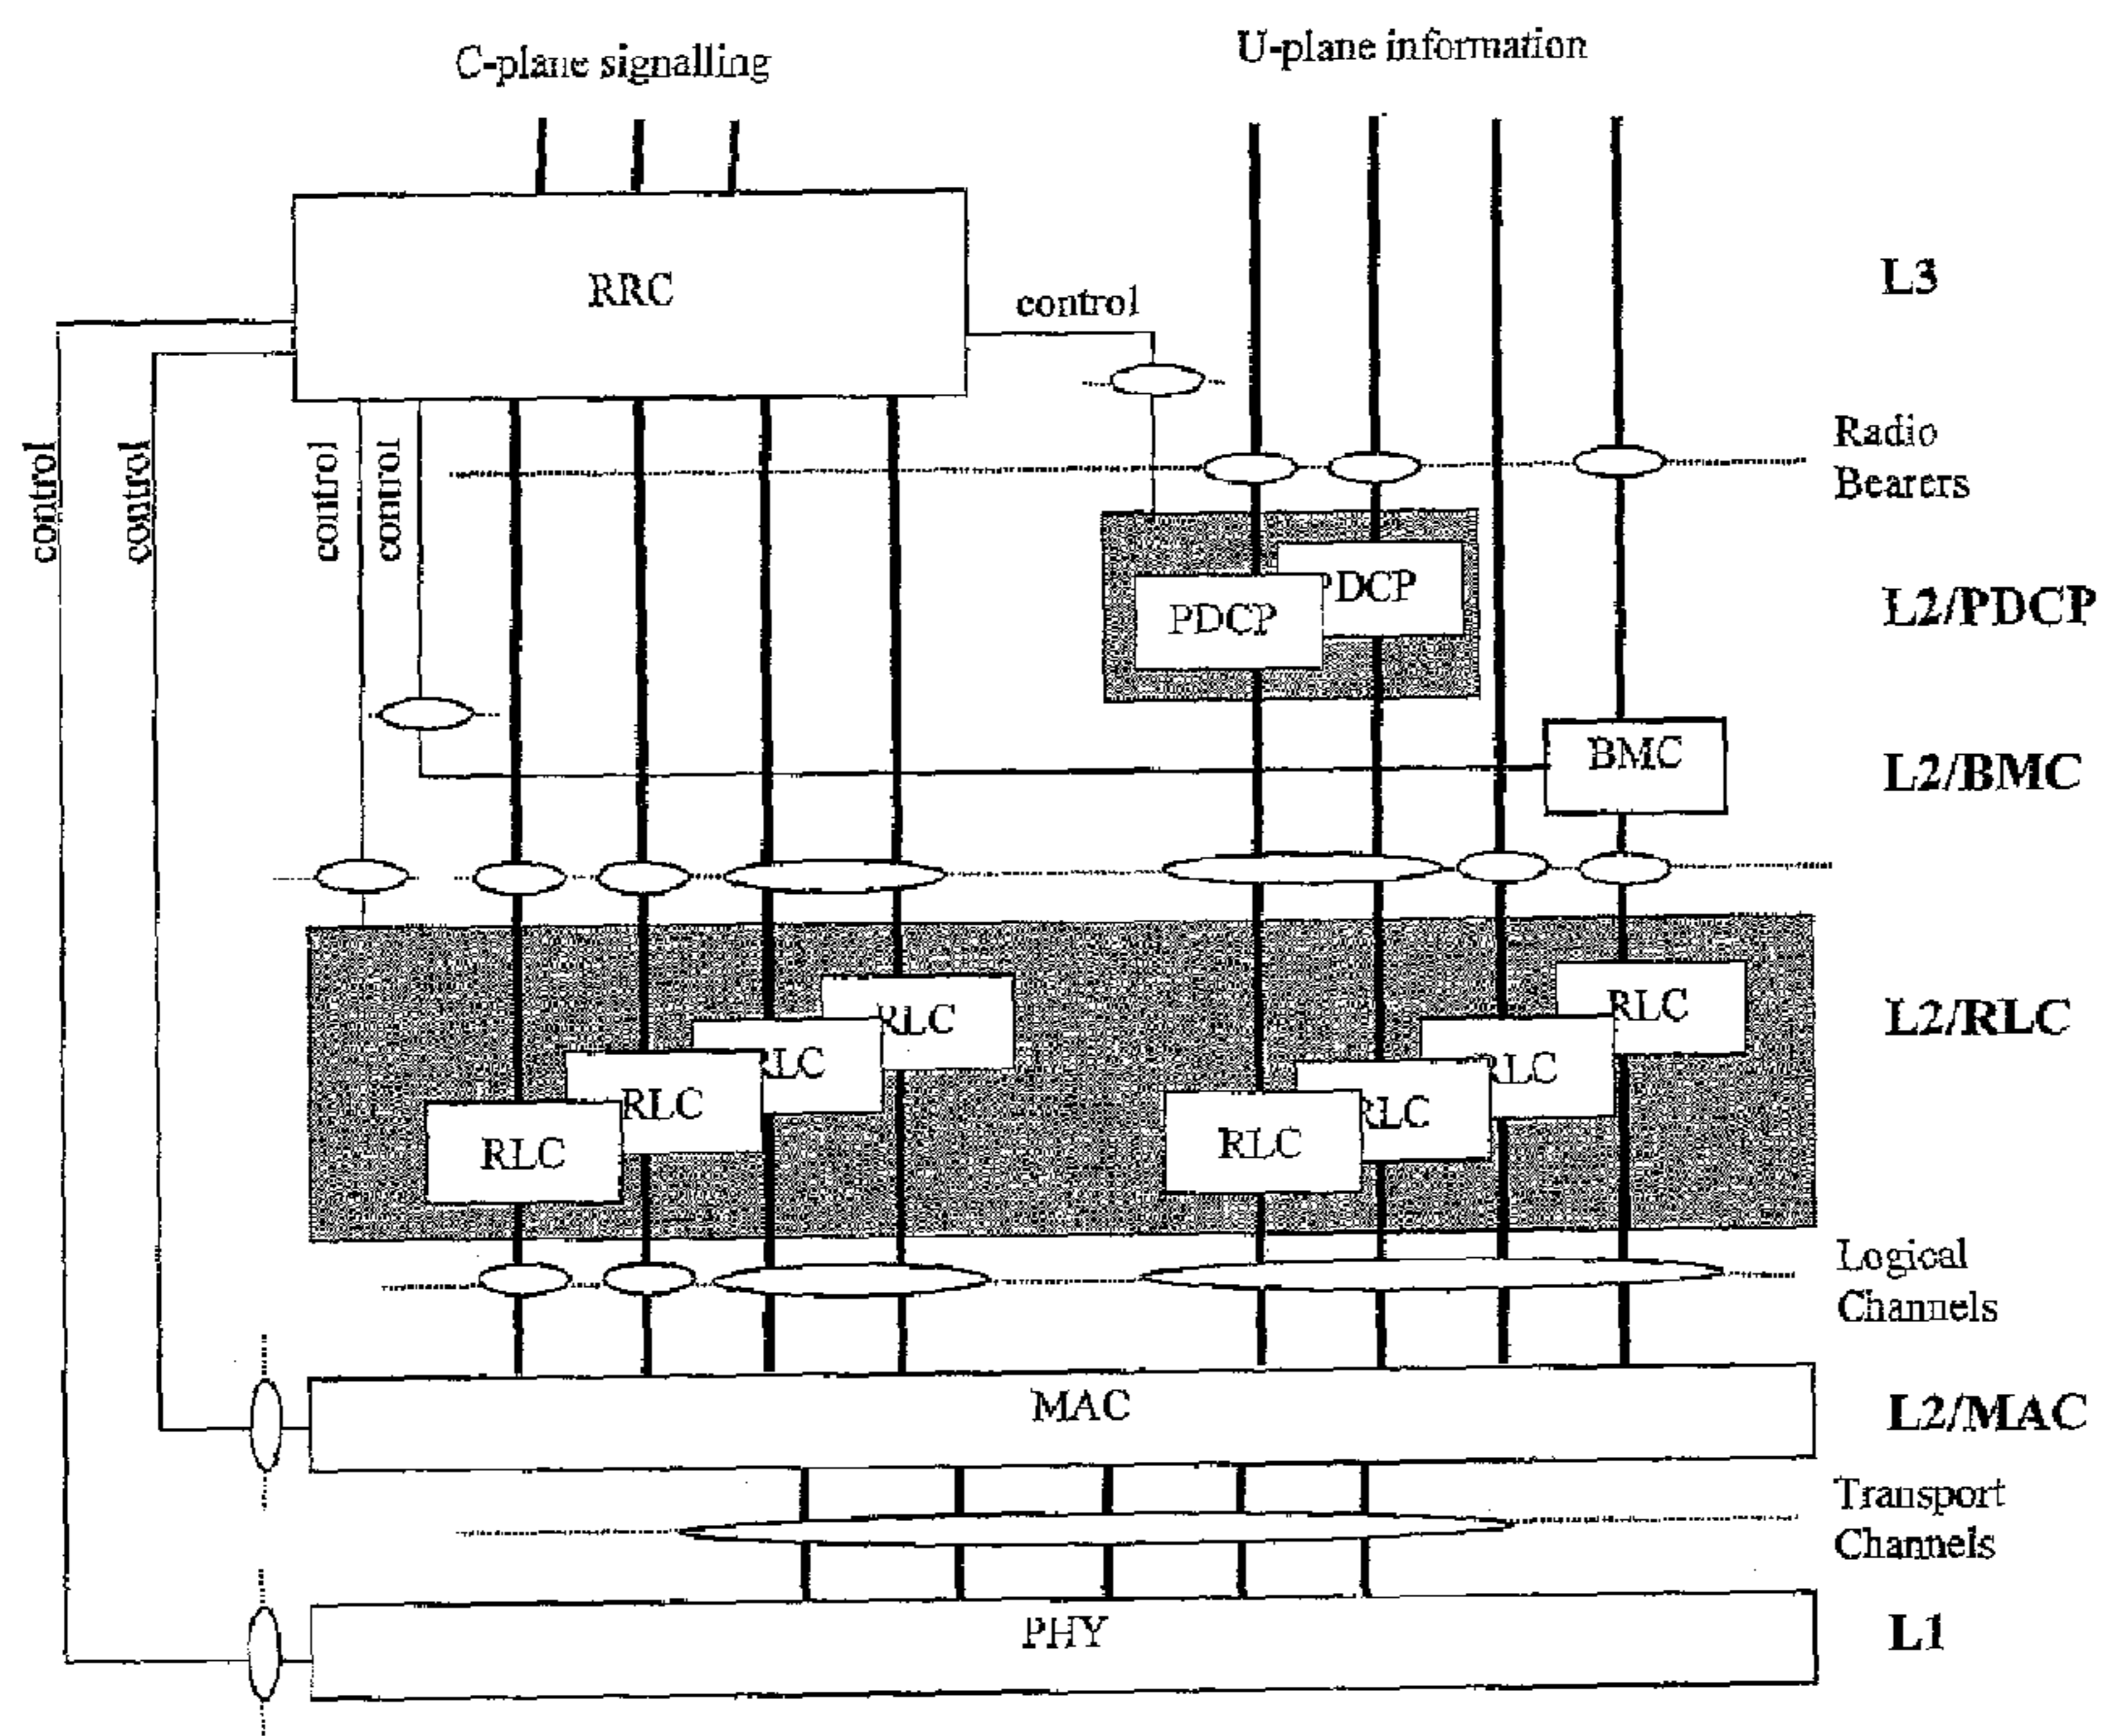 C-plane signalling
U-plane information
RRC
L3
control
control
control
control
control
Radio
Bearers
PDCP
PDCP
L2/PDCP
BMC
L2/BMC
RLC
RLC
RLC
RLC
RLC
RLC
RLC
RLC
L2/RLC
Logical
Channels
MAC
L2/MAC
Transport
Channels
PHY
L1